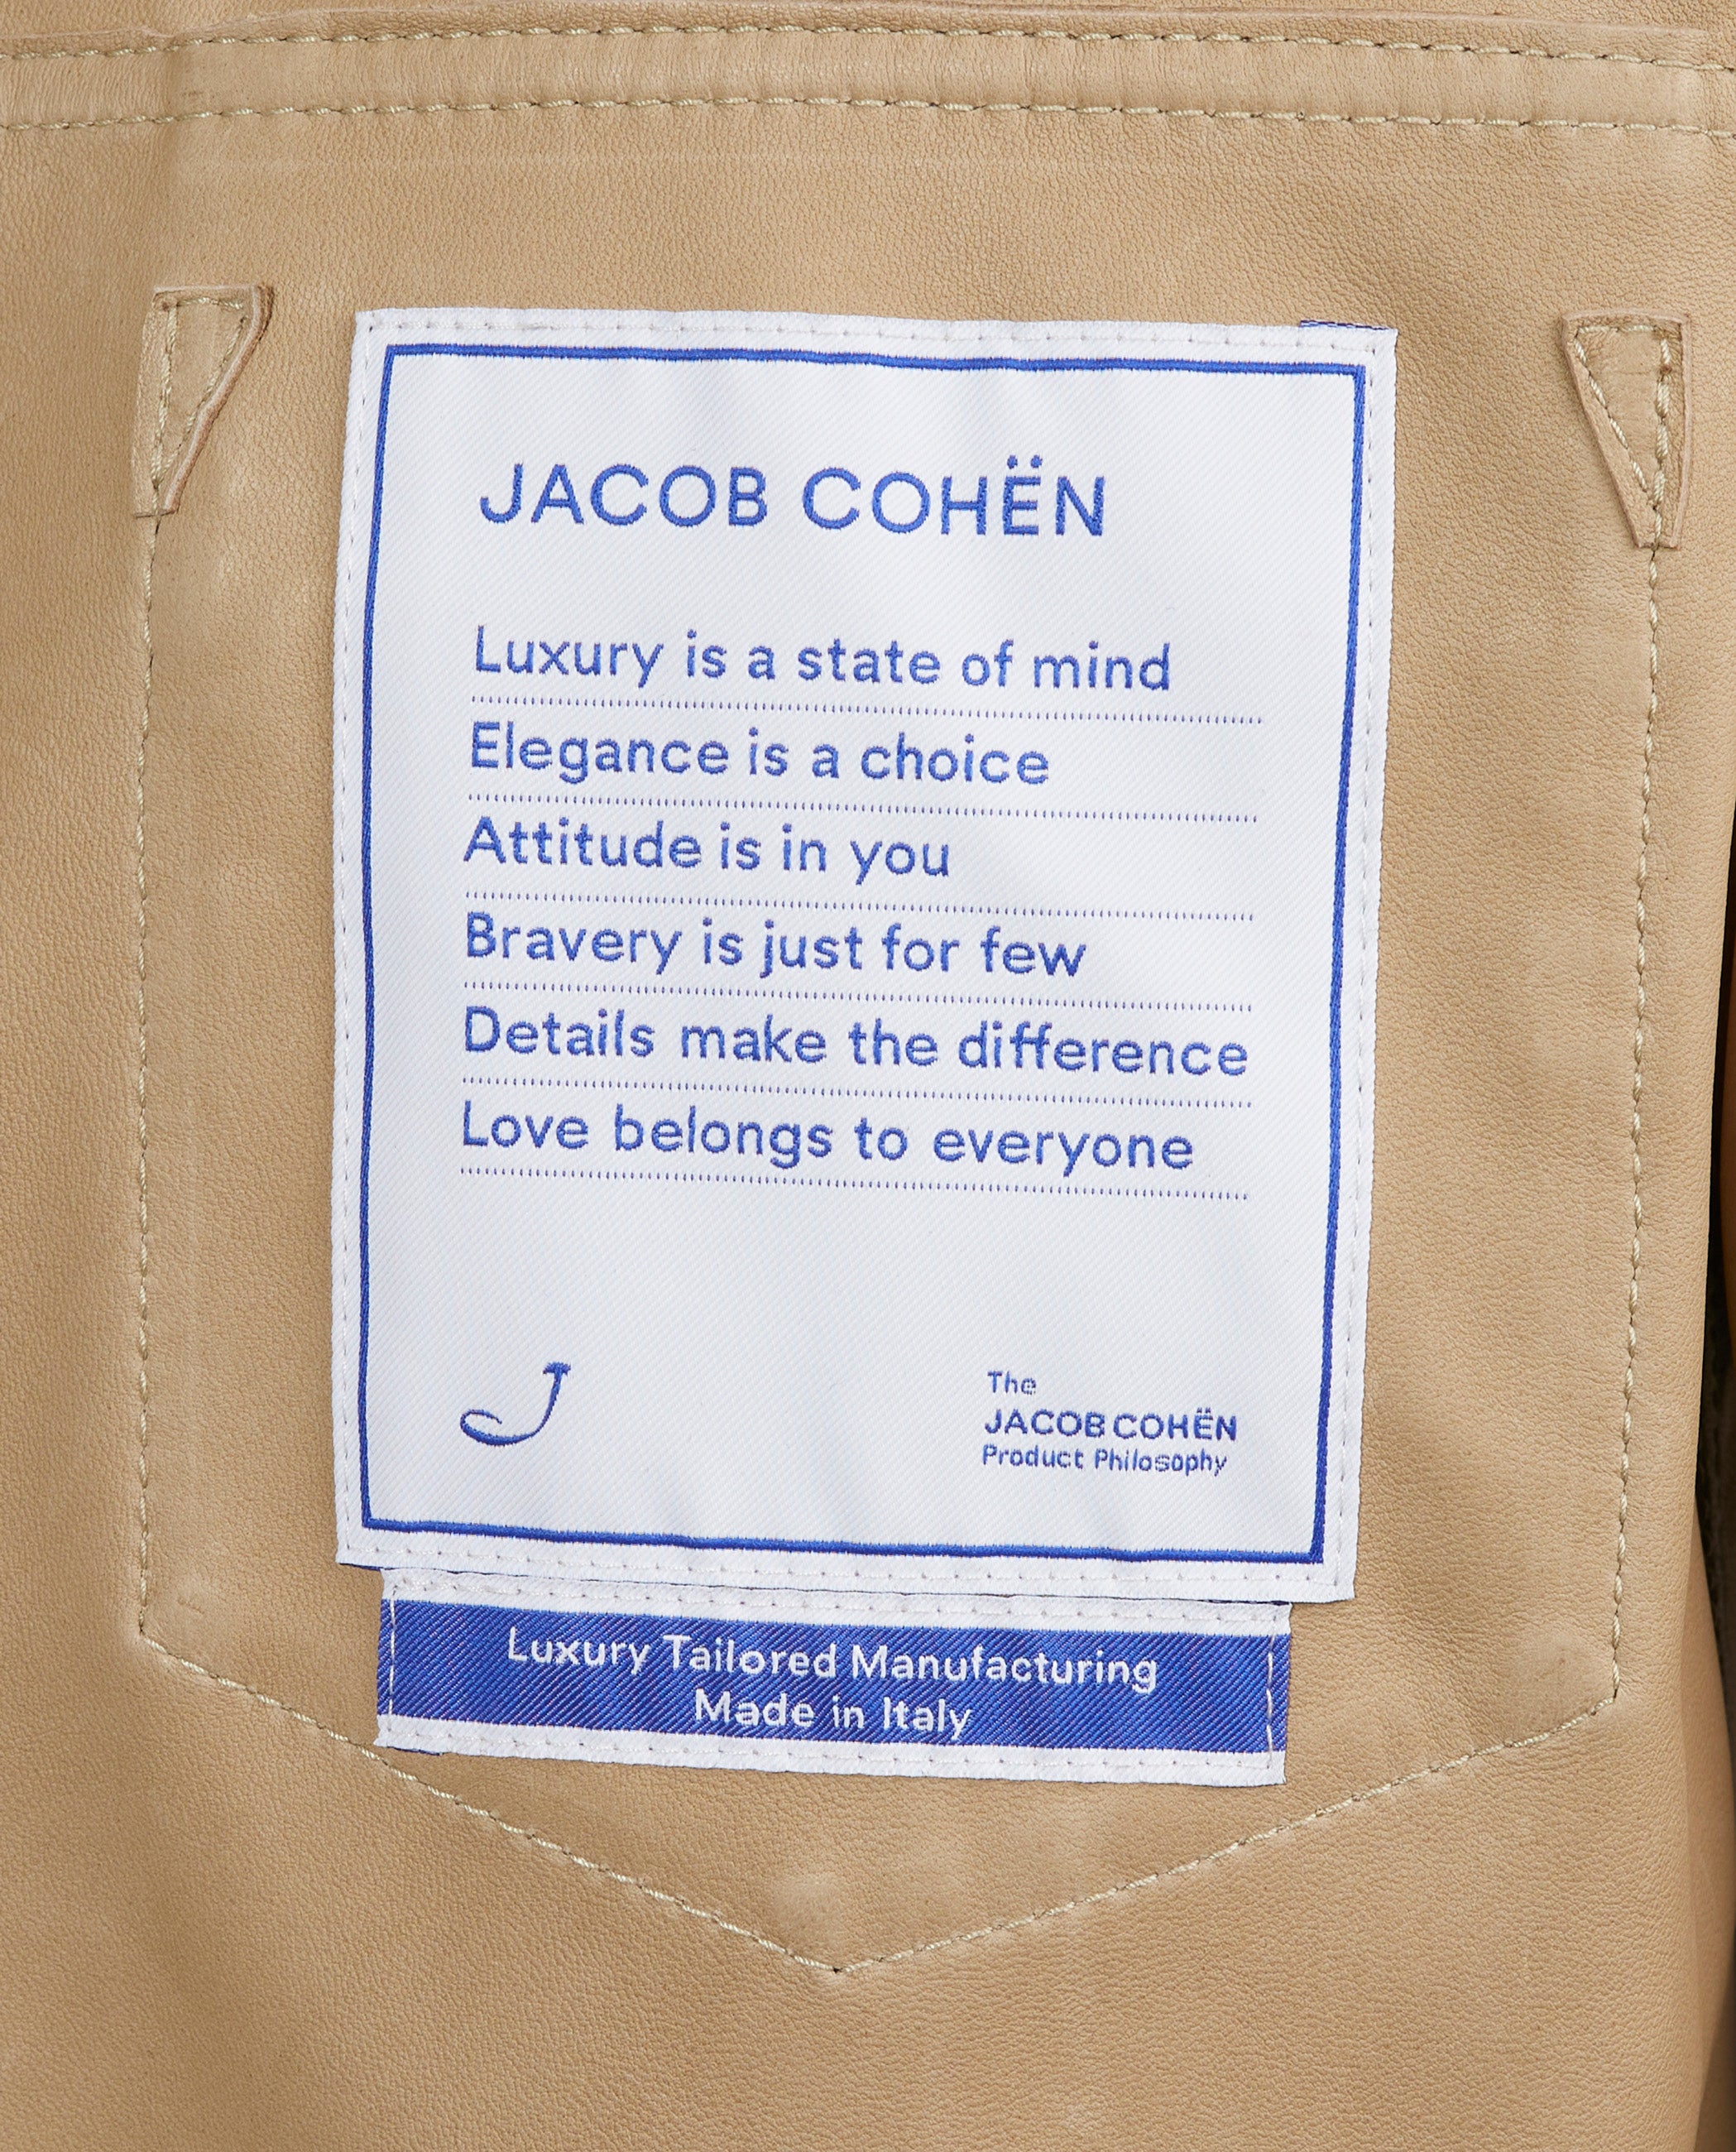 JACOB COHËN
Luxury is a state of mind
Elegance is a choice
Attitude is in you
Bravery is just for few
Details make the difference
Love belongs to everyone
J
The
JACOB COHËN
Product Philosophy
Luxury Tailored Manufacturing
Made in Italy